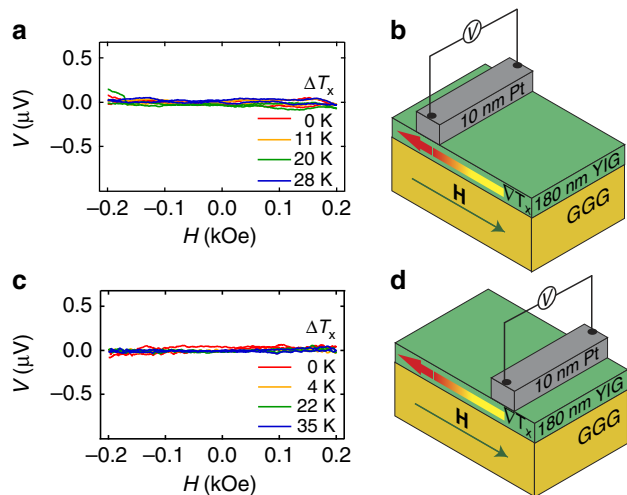 a
0.5
0.0
−0.5
V (μV)
ΔTx
0 K
11 K
20 K
28 K
−0.2
−0.1
0.0
0.1
0.2
H (kOe)
b
V
10 nm Pt
∇Tx
180 nm YIG
H
GGG
c
0.5
0.0
−0.5
V (μV)
ΔTx
0 K
4 K
22 K
35 K
−0.2
−0.1
0.0
0.1
0.2
H (kOe)
d
V
10 nm Pt
∇Tx
180 nm YIG
H
GGG